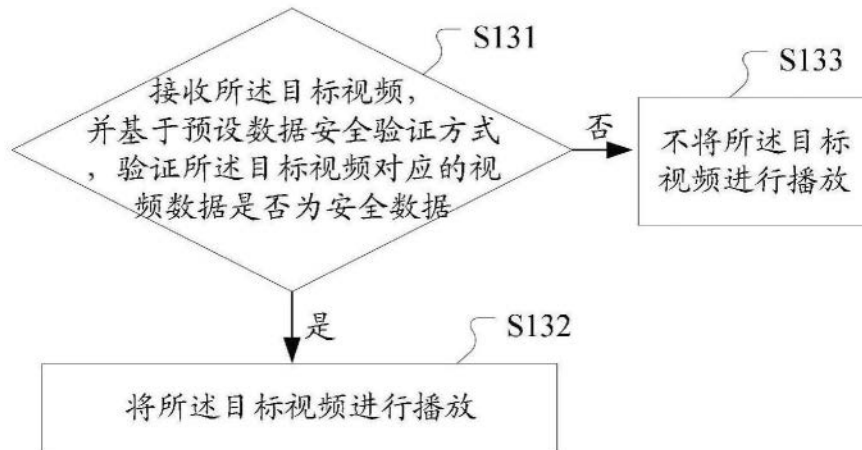 S131
接收所述目标视频，
并基于预设数据安全验证方式
，验证所述目标视频对应的视
频数据是否为安全数据
否
S133
不将所述目标
视频进行播放
是
S132
将所述目标视频进行播放